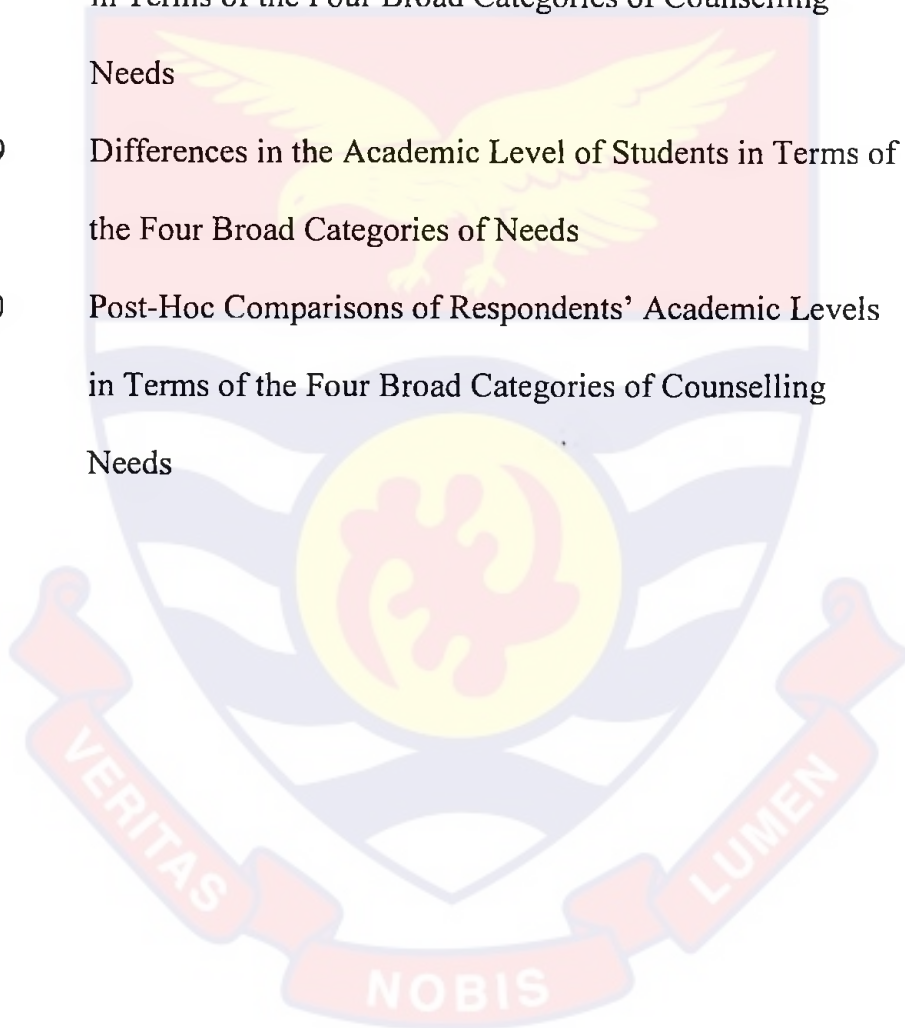 in Terms of the Four Broad Categories of Counselling
Needs
9 Differences in the Academic Level of Students in Terms of
the Four Broad Categories of Needs
0 Post-Hoc Comparisons of Respondents' Academic Levels
in Terms of the Four Broad Categories of Counselling
Needs
VERITAS
NOBIS
LUMEN